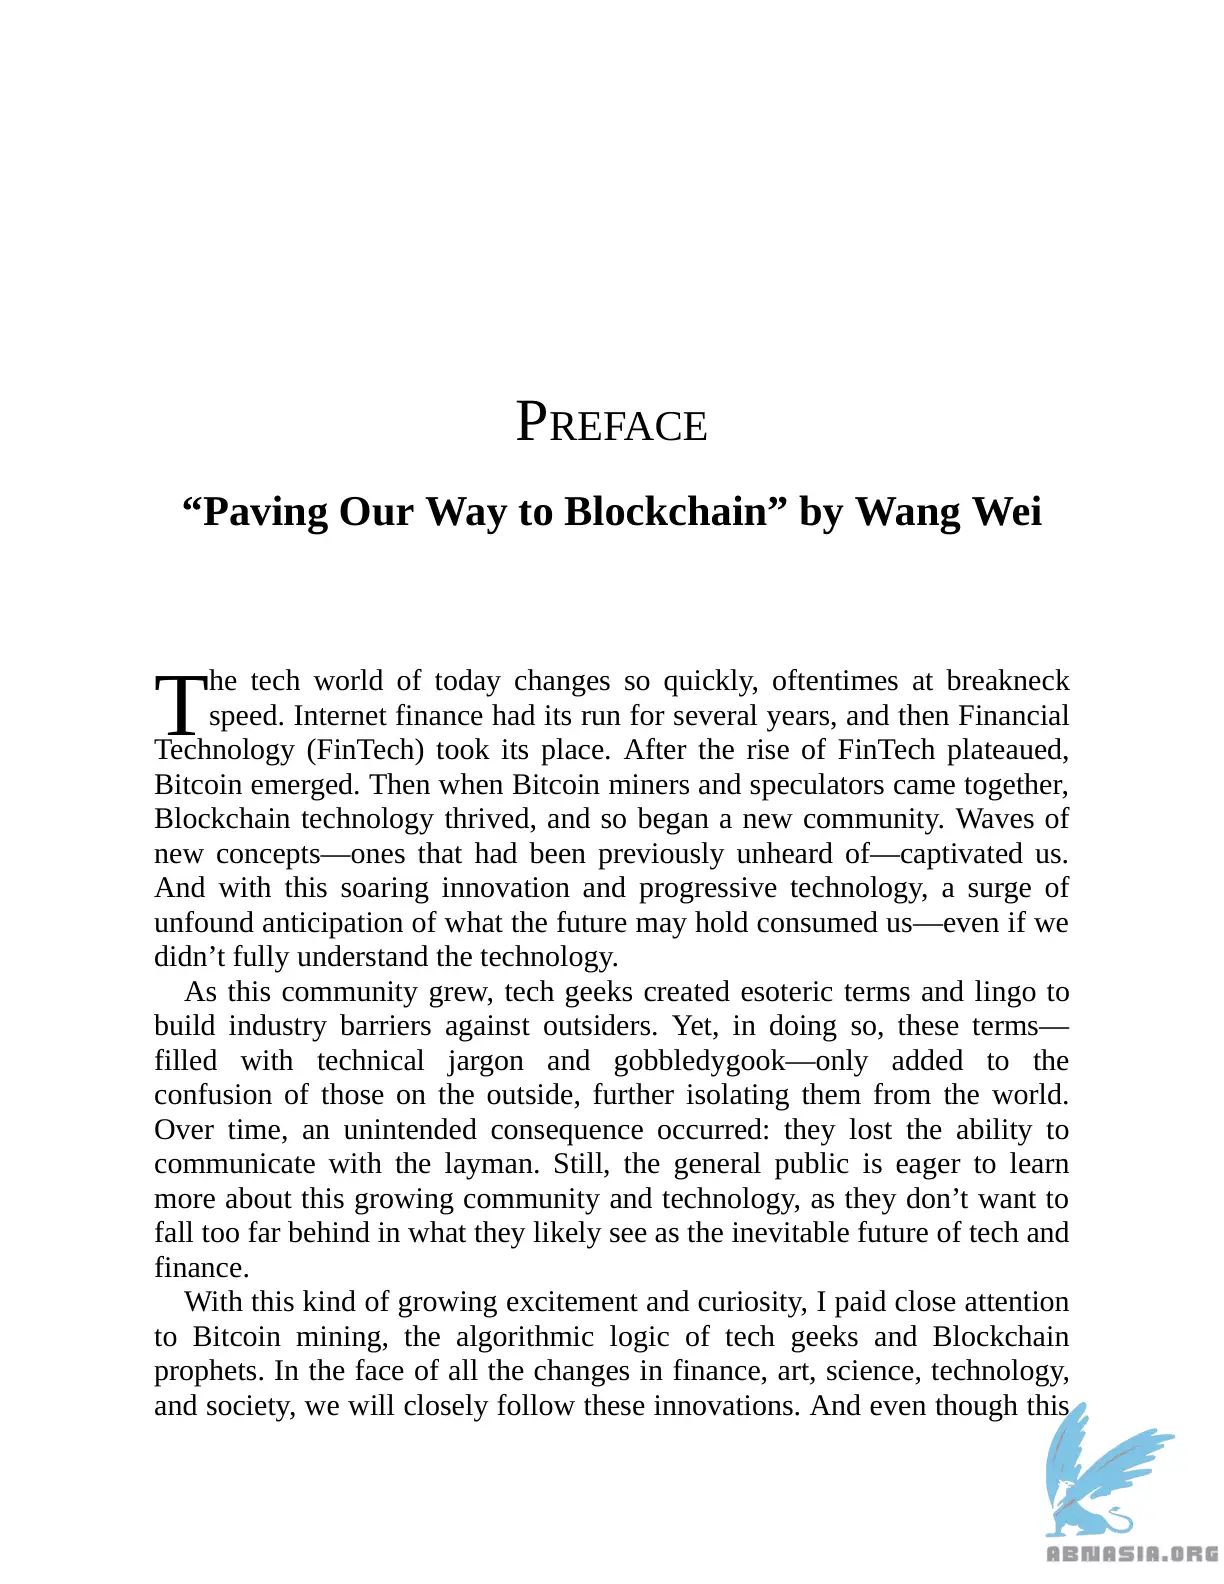 PREFACE
“Paving Our Way to Blockchain” by Wang Wei
The tech world of today changes so quickly, oftentimes at breakneck
speed. Internet finance had its run for several years, and then Financial
Technology (FinTech) took its place. After the rise of FinTech plateaued,
Bitcoin emerged. Then when Bitcoin miners and speculators came together,
Blockchain technology thrived, and so began a new community. Waves of
new concepts—ones that had been previously unheard of—captivated us.
And with this soaring innovation and progressive technology, a surge of
unfound anticipation of what the future may hold consumed us—even if we
didn’t fully understand the technology.
As this community grew, tech geeks created esoteric terms and lingo to
build industry barriers against outsiders. Yet, in doing so, these terms—
filled with technical jargon and gobbledygook—only added to the
confusion of those on the outside, further isolating them from the world.
Over time, an unintended consequence occurred: they lost the ability to
communicate with the layman. Still, the general public is eager to learn
more about this growing community and technology, as they don’t want to
fall too far behind in what they likely see as the inevitable future of tech and
finance.
With this kind of growing excitement and curiosity, I paid close attention
to Bitcoin mining, the algorithmic logic of tech geeks and Blockchain
prophets. In the face of all the changes in finance, art, science, technology,
and society, we will closely follow these innovations. And even though this
ABNASIA.ORG